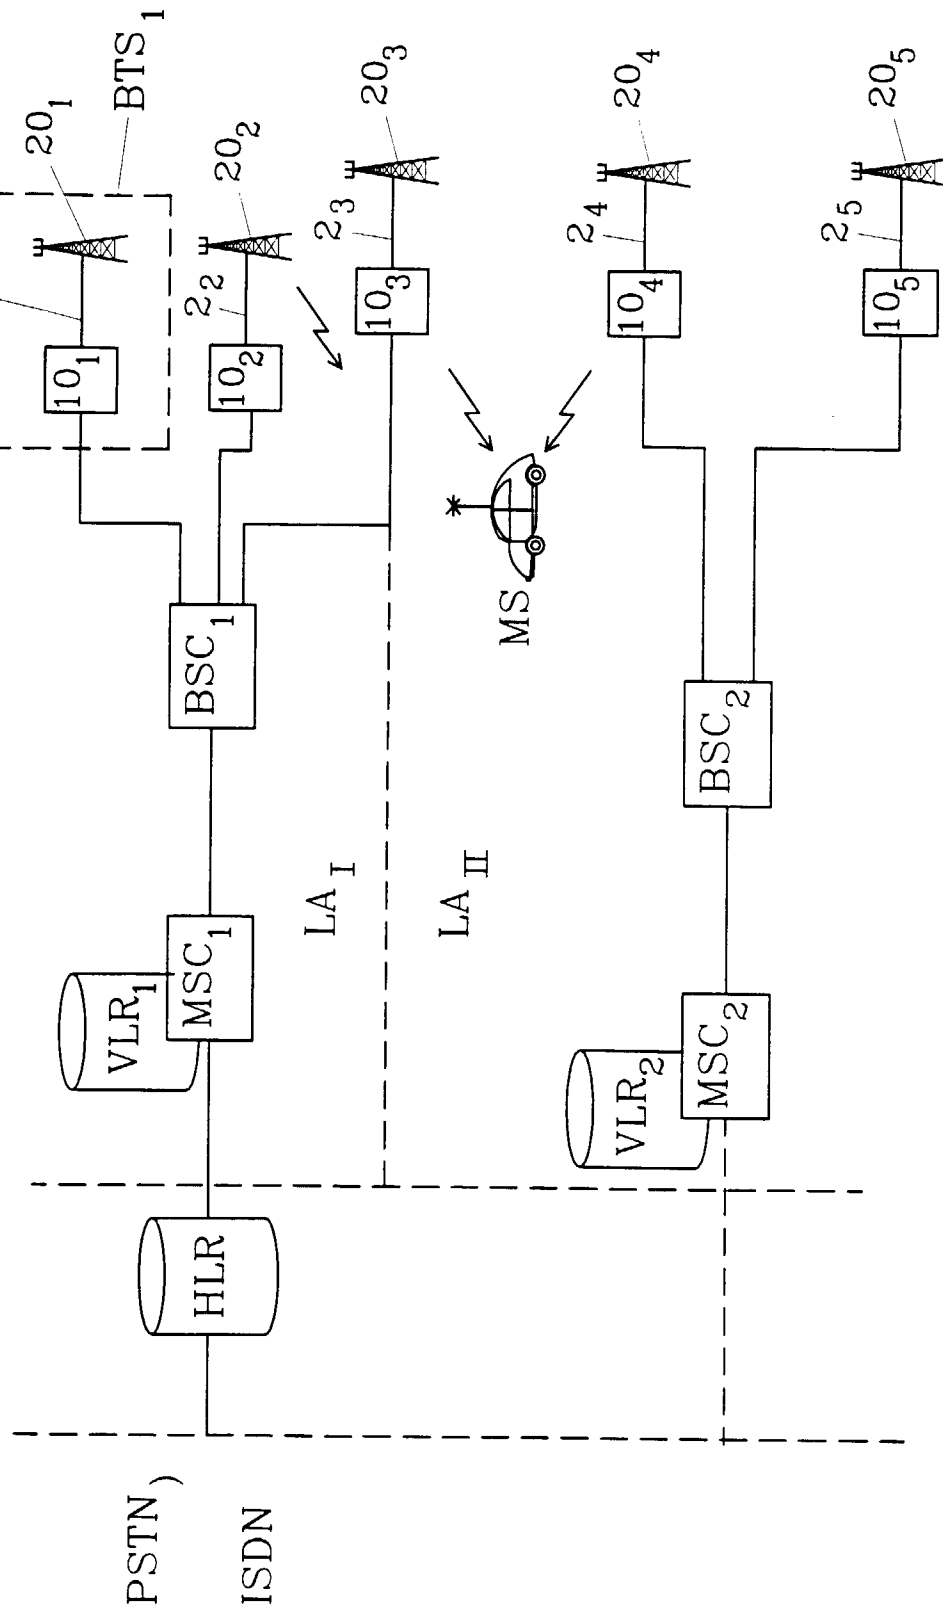 PSTN)
ISDN
HLR
VLR1
MSC1
BSC1
101
201
BTS1
102
22
202
103
23
203
LA I
LA II
MS
VLR2
MSC2
BSC2
104
24
204
105
25
205